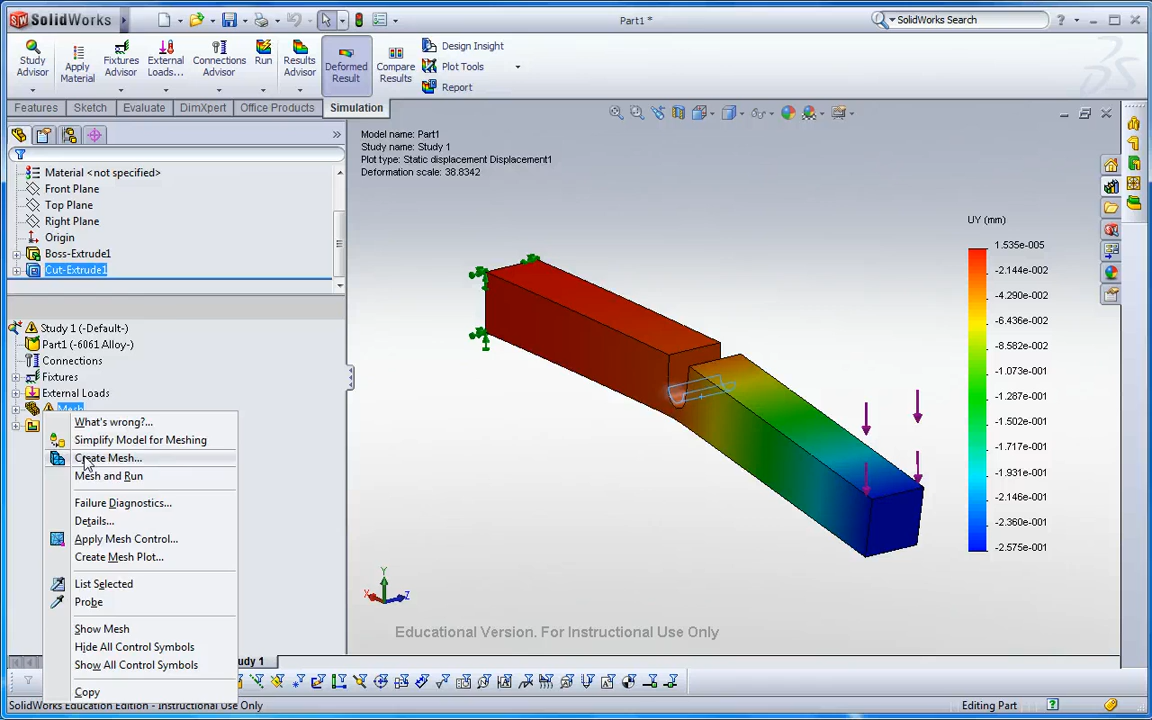 SolidWorks
Part1 *
SolidWorks Search
Study Advisor
Apply Material
Fixtures Advisor
External Loads...
Connections Advisor
Run
Results Advisor
Deformed Result
Compare Results
Design Insight
Plot Tools
Report
Features
Sketch
Evaluate
DimXpert
Office Products
Simulation
Material <not specified>
Front Plane
Top Plane
Right Plane
Origin
Boss-Extrude1
Cut-Extrude1
Study 1 (-Default-)
Part1 (-6061 Alloy-)
Connections
Fixtures
External Loads
Mesh
What's wrong?...
Simplify Model for Meshing
Create Mesh...
Mesh and Run
Failure Diagnostics...
Details...
Apply Mesh Control...
Create Mesh Plot...
List Selected
Probe
Show Mesh
Hide All Control Symbols
Show All Control Symbols
Copy
Model name: Part1
Study name: Study 1
Plot type: Static displacement Displacement1
Deformation scale: 38.8342
UY (mm)
1.535e-005
-2.144e-002
-4.290e-002
-6.435e-002
-8.582e-002
-1.073e-001
-1.287e-001
-1.502e-001
-1.717e-001
-1.931e-001
-2.146e-001
-2.360e-001
-2.575e-001
Y
X
Z
Educational Version. For Instructional Use Only
udy 1
SolidWorks Education Edition - Instructional Use Only
Editing Part